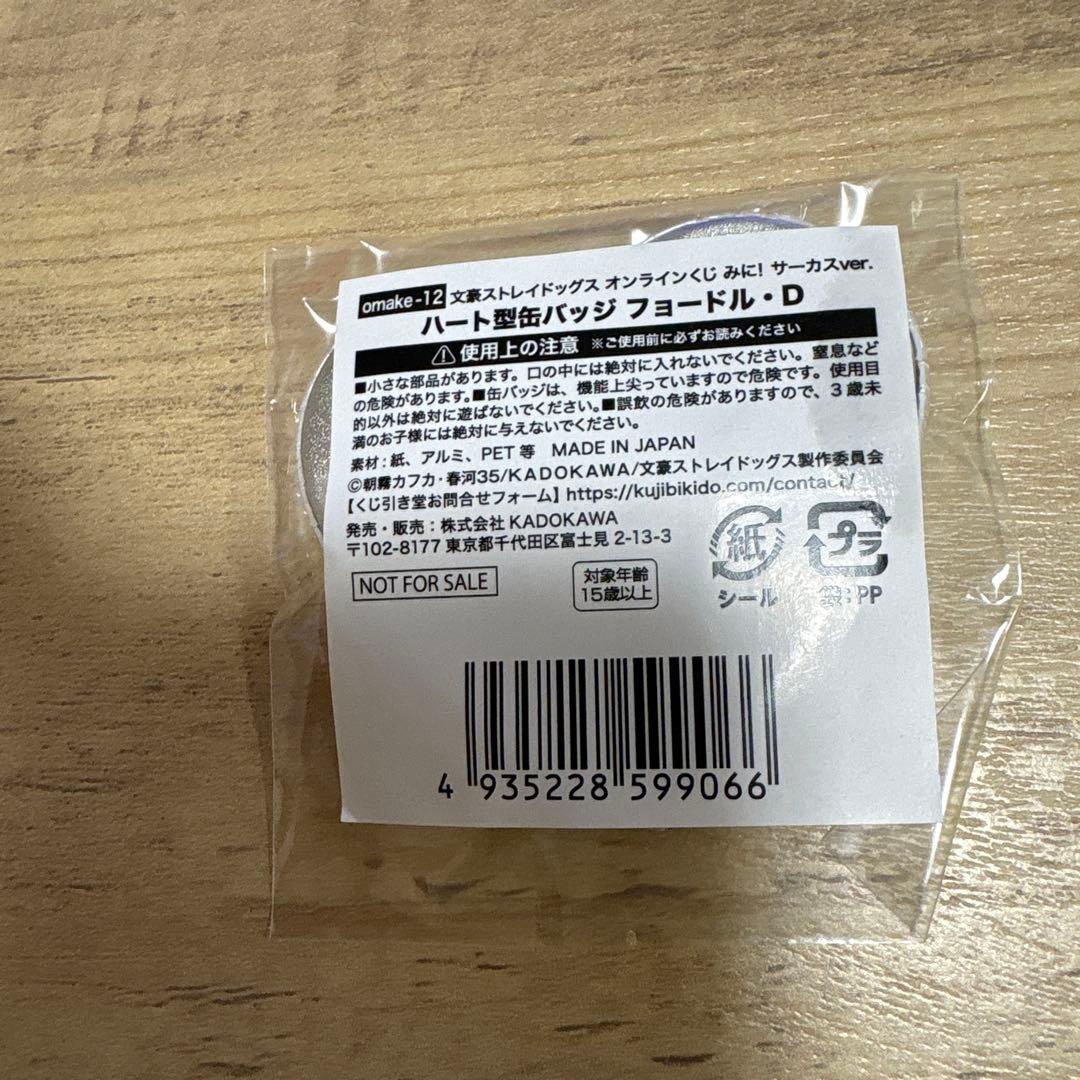 omake-12 文豪ストレイドッグス オンラインくじ みに! サーカスver.
ハート型缶バッジ フョードル・D
使用上の注意 ※ご使用前に必ずお読みください
■小さな部品があります。口の中には絶対に入れないでください。窒息など
の危険があります。■缶バッジは、機能上尖っていますので危険です。使用目
的以外は絶対に遊ばないでください。■誤飲の危険がありますので、3歳未
満のお子様には絶対に与えないでください。
素材:紙、アルミ、PET等 MADE IN JAPAN
©朝霧カフカ・春河35/KADOKAWA/文豪ストレイドッグス製作委員会
【くじ引き堂お問合せフォーム】https://kujibikido.com/contact/
発売・販売:株式会社KADOKAWA
〒102-8177 東京都千代田区富士見 2-13-3
NOT FOR SALE
対象年齢
15歳以上
紙
シール
プラ
袋:PP
4 935228 599066